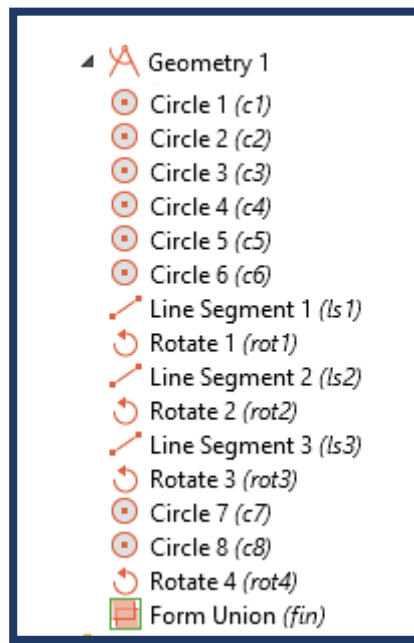 Geometry 1
Circle 1 (c1)
Circle 2 (c2)
Circle 3 (c3)
Circle 4 (c4)
Circle 5 (c5)
Circle 6 (c6)
Line Segment 1 (ls1)
Rotate 1 (rot1)
Line Segment 2 (ls2)
Rotate 2 (rot2)
Line Segment 3 (ls3)
Rotate 3 (rot3)
Circle 7 (c7)
Circle 8 (c8)
Rotate 4 (rot4)
Form Union (fin)